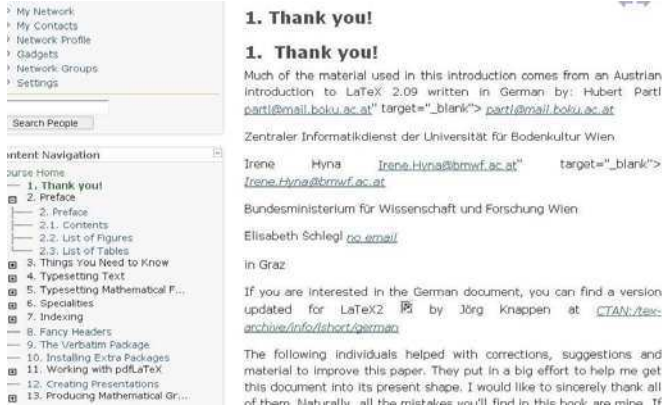 My Network
My Contacts
Network Profile
Gadgets
Network Groups
Settings
Search People
ntent Navigation
ourse Home
1. Thank you!
2. Preface
2. Preface
2.1. Contents
2.2. List of Figures
2.3. List of Tables
3. Things You Need to Know
4. Typesetting Text
5. Typesetting Mathematical F...
6. Specialities
7. Indexing
8. Fancy Headers
9. The Verbatim Package
10. Installing Extra Packages
11. Working with pdfLaTeX
12. Creating Presentations
13. Producing Mathematical Gr...
1. Thank you!
1. Thank you!
Much of the material used in this introduction comes from an Austrian
introduction to LaTeX 2.09 written in German by: Hubert Partl
partl@mail.boku.ac.at" target="_blank"> partl@mail.boku.ac.at
Zentraler Informatikdienst der Universität für Bodenkultur Wien
Irene Hyna Irene.Hyna@bmwf.ac.at" target="_blank">
Irene.Hyna@bmwf.ac.at
Bundesministerium für Wissenschaft und Forschung Wien
Elisabeth Schlegl no email
in Graz
If you are interested in the German document, you can find a version
updated for LaTeX2 by Jörg Knappen at CTAN:/tex-
archive/info/lshort/german
The following individuals helped with corrections, suggestions and
material to improve this paper. They put in a big effort to help me get
this document into its present shape. I would like to sincerely thank all
of them. Naturally, all the mistakes you'll find in this book are mine. If